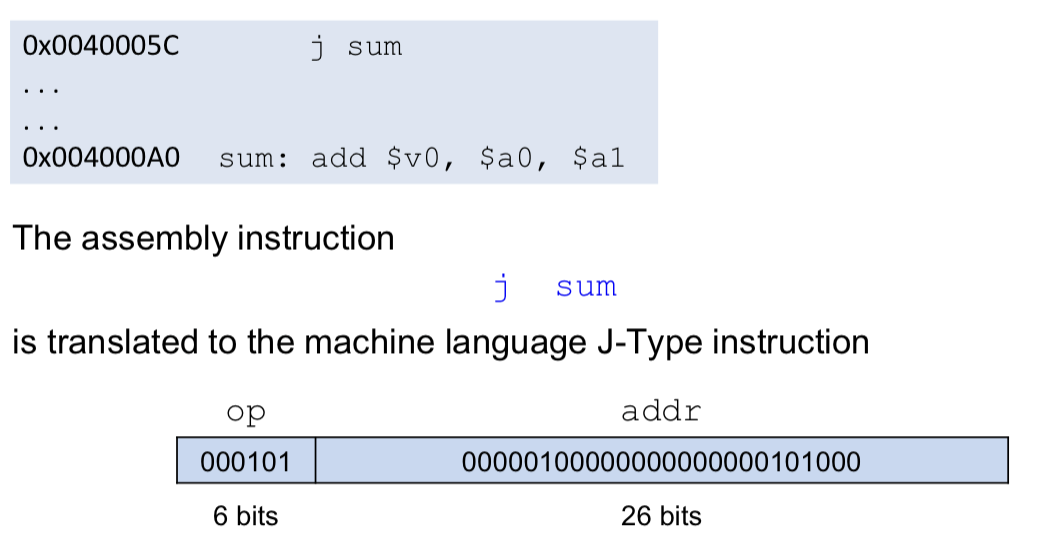 0x0040005C j sum
...
...
0x004000A0 sum: add $v0, $a0, $a1
The assembly instruction
j sum
is translated to the machine language J-Type instruction
op addr
000101 00000100000000000000101000
6 bits 26 bits